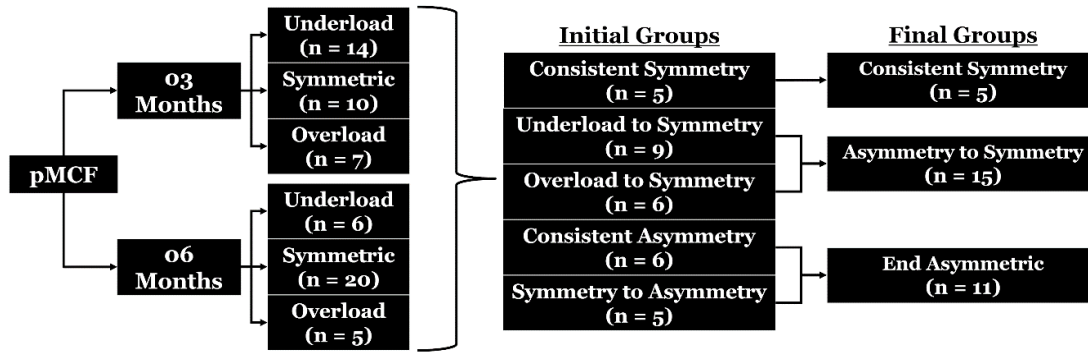 pMCF
03
Months
Underload
(n = 14)
Symmetric
(n = 10)
Overload
(n = 7)
06
Months
Underload
(n = 6)
Symmetric
(n = 20)
Overload
(n = 5)
Initial Groups
Consistent Symmetry
(n = 5)
Underload to Symmetry
(n = 9)
Overload to Symmetry
(n = 6)
Consistent Asymmetry
(n = 6)
Symmetry to Asymmetry
(n = 5)
Final Groups
Consistent Symmetry
(n = 5)
Asymmetry to Symmetry
(n = 15)
End Asymmetric
(n = 11)